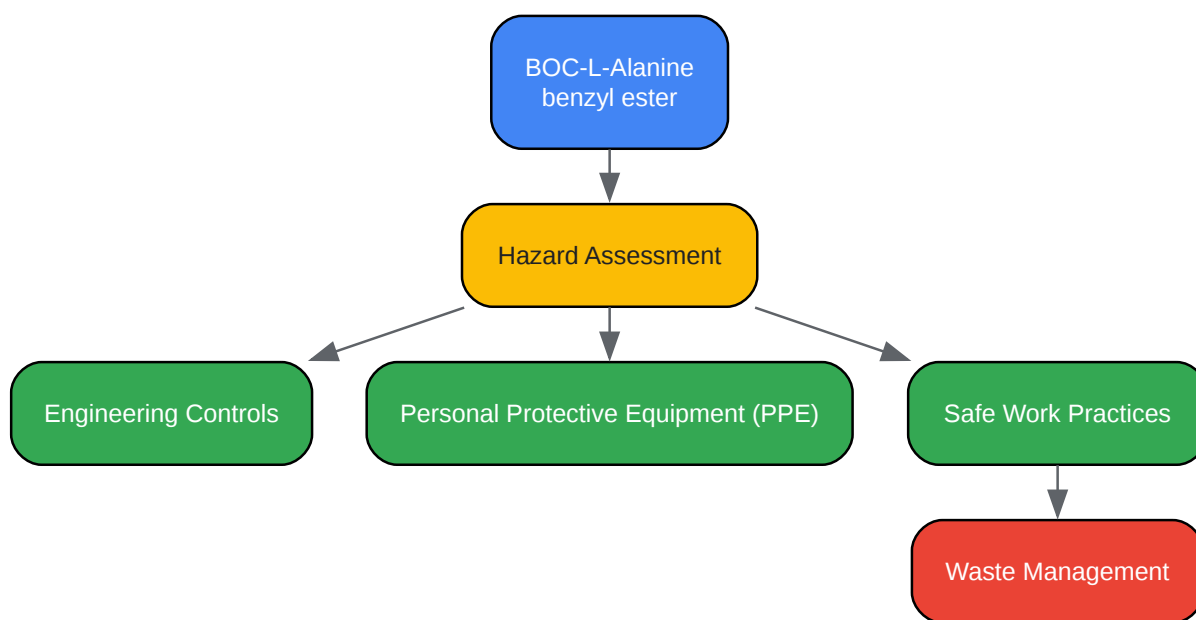 BOC-L-Alanine
benzyl ester
Hazard Assessment
Engineering Controls
Personal Protective Equipment (PPE)
Safe Work Practices
Waste Management